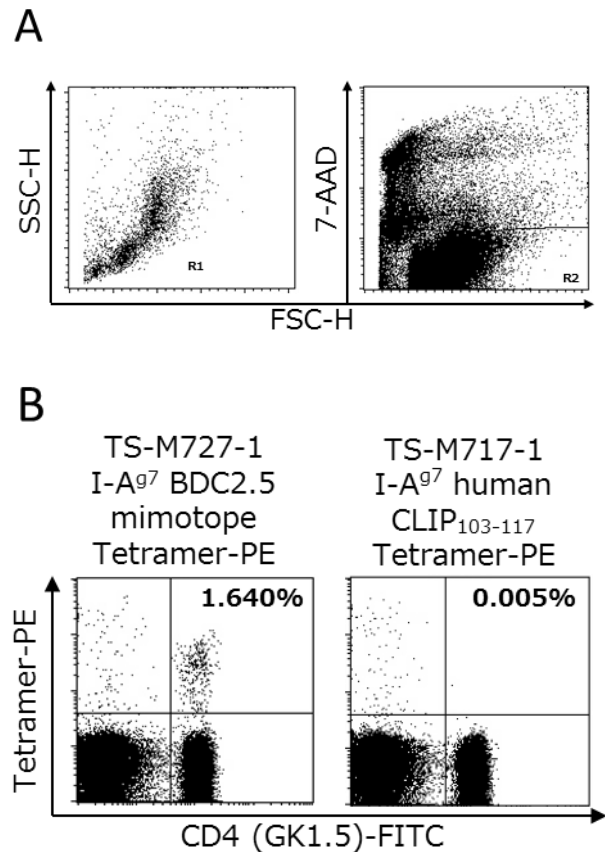 A
SSC-H
R1
7-AAD
R2
FSC-H
B
TS-M727-1
I-Aᵍ⁷ BDC2.5
mimotope
Tetramer-PE
TS-M717-1
I-Aᵍ⁷ human
CLIP₁₀₃₋₁₁₇
Tetramer-PE
Tetramer-PE
1.640%
0.005%
CD4 (GK1.5)-FITC